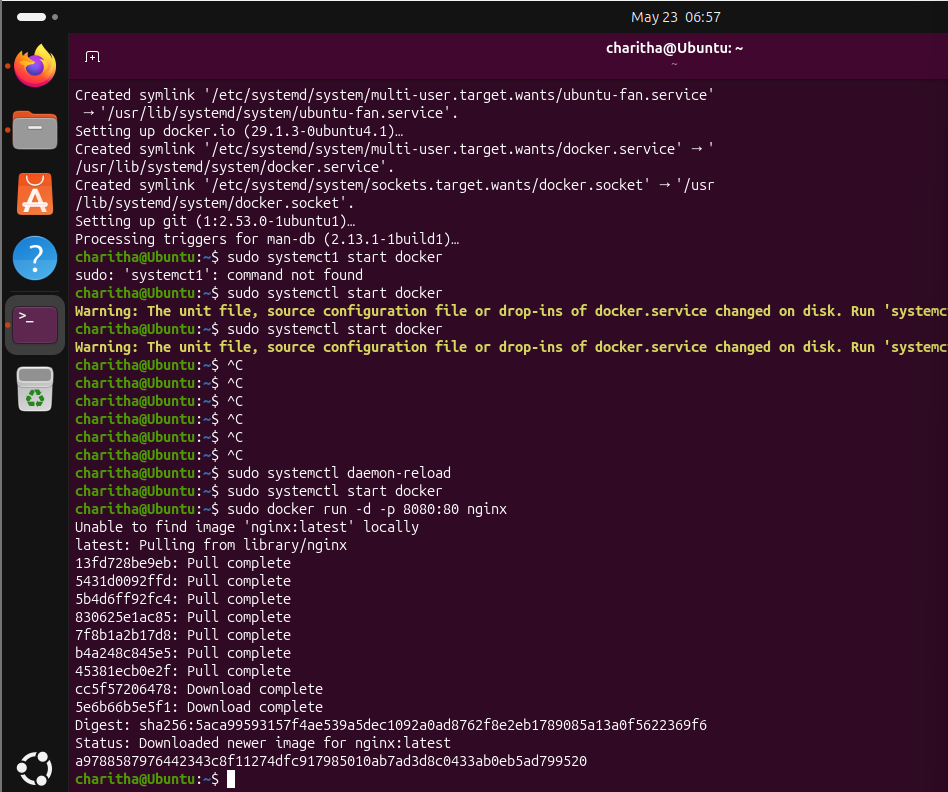 May 23 06:57
charitha@Ubuntu: ~
~
Created symlink '/etc/systemd/system/multi-user.target.wants/ubuntu-fan.service'
→ '/usr/lib/systemd/system/ubuntu-fan.service'.
Setting up docker.io (29.1.3-0ubuntu4.1)…
Created symlink '/etc/systemd/system/multi-user.target.wants/docker.service' → '
/usr/lib/systemd/system/docker.service'.
Created symlink '/etc/systemd/system/sockets.target.wants/docker.socket' → '/usr
/lib/systemd/system/docker.socket'.
Setting up git (1:2.53.0-1ubuntu1)…
Processing triggers for man-db (2.13.1-1build1)…
charitha@Ubuntu:~$ sudo systemct1 start docker
sudo: 'systemct1': command not found
charitha@Ubuntu:~$ sudo systemctl start docker
Warning: The unit file, source configuration file or drop-ins of docker.service changed on disk. Run 'systemc
charitha@Ubuntu:~$ sudo systemctl start docker
Warning: The unit file, source configuration file or drop-ins of docker.service changed on disk. Run 'systemc
charitha@Ubuntu:~$ ^C
charitha@Ubuntu:~$ ^C
charitha@Ubuntu:~$ ^C
charitha@Ubuntu:~$ ^C
charitha@Ubuntu:~$ ^C
charitha@Ubuntu:~$ ^C
charitha@Ubuntu:~$ sudo systemctl daemon-reload
charitha@Ubuntu:~$ sudo systemctl start docker
charitha@Ubuntu:~$ sudo docker run -d -p 8080:80 nginx
Unable to find image 'nginx:latest' locally
latest: Pulling from library/nginx
13fd728be9eb: Pull complete
5431d0092ffd: Pull complete
5b4d6ff92fc4: Pull complete
830625e1ac85: Pull complete
7f8b1a2b17d8: Pull complete
b4a248c845e5: Pull complete
45381ecb0e2f: Pull complete
cc5f57206478: Download complete
5e6b66b5e5f1: Download complete
Digest: sha256:5aca99593157f4ae539a5dec1092a0ad8762f8e2eb1789085a13a0f5622369f6
Status: Downloaded newer image for nginx:latest
a9788587976442343c8f11274dfc917985010ab7ad3d8c0433ab0eb5ad799520
charitha@Ubuntu:~$